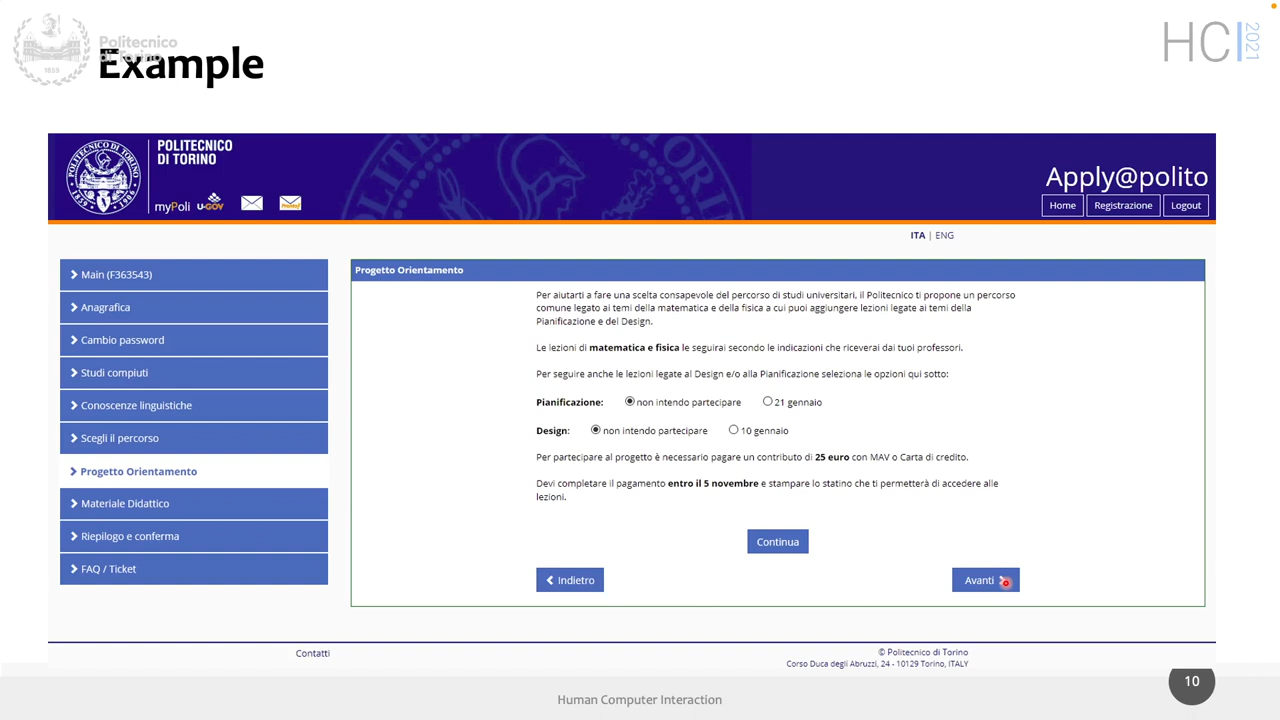 Politecnico
di Torino
1859
Example
HCI
2021
POLITECNICO
DI TORINO
myPoli U-GOV
Apply@polito
Home Registrazione Logout
ITA | ENG
Main (F363543)
Anagrafica
Cambio password
Studi compiuti
Conoscenze linguistiche
Scegli il percorso
Progetto Orientamento
Materiale Didattico
Riepilogo e conferma
FAQ / Ticket
Progetto Orientamento
Per aiutarti a fare una scelta consapevole del percorso di studi universitari, il Politecnico ti propone un percorso
comune legato ai temi della matematica e della fisica a cui puoi aggiungere lezioni legate ai temi della
Pianificazione e del Design.
Le lezioni di matematica e fisica le seguirai secondo le indicazioni che riceverai dai tuoi professori.
Per seguire anche le lezioni legate al Design e/o alla Pianificazione seleziona le opzioni qui sotto:
Pianificazione: non intendo partecipare 21 gennaio
Design: non intendo partecipare 10 gennaio
Per partecipare al progetto è necessario pagare un contributo di 25 euro con MAV o Carta di credito.
Devi completare il pagamento entro il 5 novembre e stampare lo statino che ti permetterà di accedere alle
lezioni.
Continua
Indietro Avanti
Contatti
© Politecnico di Torino
Corso Duca degli Abruzzi, 24 - 10129 Torino, ITALY
Human Computer Interaction
10